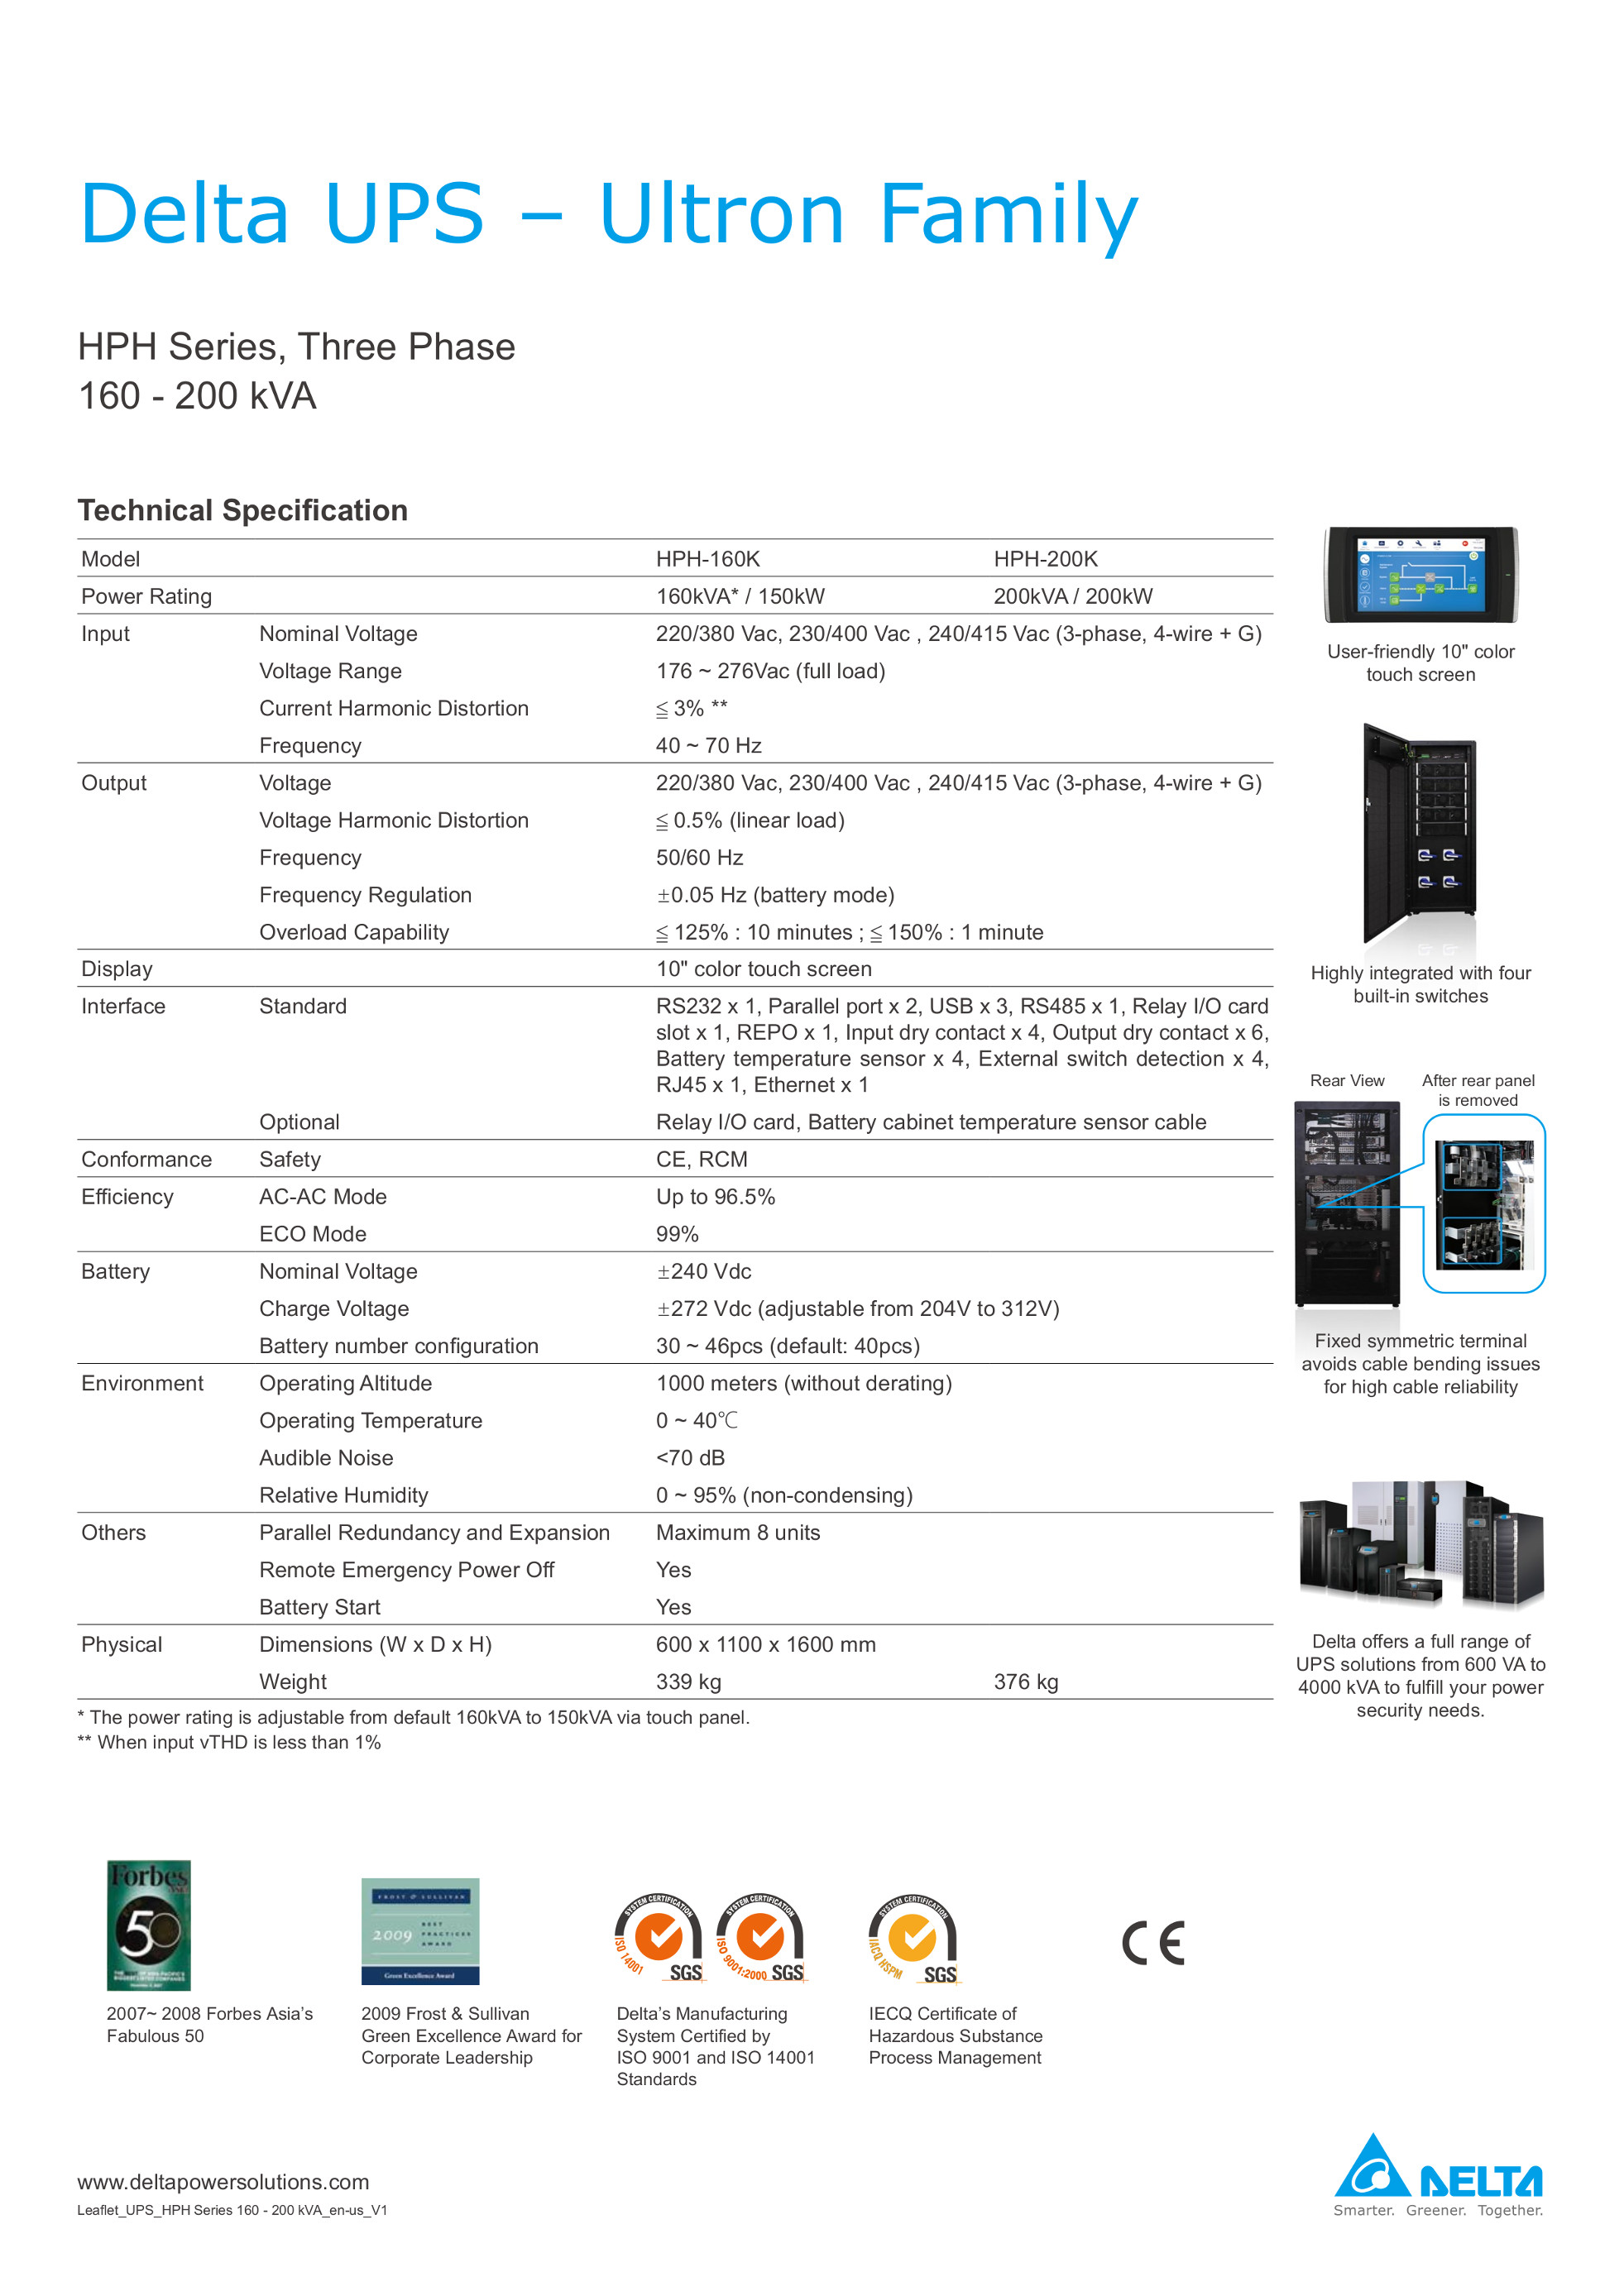 Delta UPS – Ultron Family
HPH Series, Three Phase
160 - 200 kVA
Technical Specification
Model HPH-160K HPH-200K
Power Rating 160kVA* / 150kW 200kVA / 200kW
Input Nominal Voltage 220/380 Vac, 230/400 Vac , 240/415 Vac (3-phase, 4-wire + G)
Voltage Range 176 ~ 276Vac (full load)
Current Harmonic Distortion ≦ 3% **
Frequency 40 ~ 70 Hz
Output Voltage 220/380 Vac, 230/400 Vac , 240/415 Vac (3-phase, 4-wire + G)
Voltage Harmonic Distortion ≦ 0.5% (linear load)
Frequency 50/60 Hz
Frequency Regulation ±0.05 Hz (battery mode)
Overload Capability ≦ 125% : 10 minutes ; ≦ 150% : 1 minute
Display 10" color touch screen
Interface Standard RS232 x 1, Parallel port x 2, USB x 3, RS485 x 1, Relay I/O card
slot x 1, REPO x 1, Input dry contact x 4, Output dry contact x 6,
Battery temperature sensor x 4, External switch detection x 4,
RJ45 x 1, Ethernet x 1
Optional Relay I/O card, Battery cabinet temperature sensor cable
Conformance Safety CE, RCM
Efficiency AC-AC Mode Up to 96.5%
ECO Mode 99%
Battery Nominal Voltage ±240 Vdc
Charge Voltage ±272 Vdc (adjustable from 204V to 312V)
Battery number configuration 30 ~ 46pcs (default: 40pcs)
Environment Operating Altitude 1000 meters (without derating)
Operating Temperature 0 ~ 40℃
Audible Noise <70 dB
Relative Humidity 0 ~ 95% (non-condensing)
Others Parallel Redundancy and Expansion Maximum 8 units
Remote Emergency Power Off Yes
Battery Start Yes
Physical Dimensions (W x D x H) 600 x 1100 x 1600 mm
Weight 339 kg 376 kg
* The power rating is adjustable from default 160kVA to 150kVA via touch panel.
** When input vTHD is less than 1%
User-friendly 10" color
touch screen
Highly integrated with four
built-in switches
Rear View
After rear panel
is removed
Fixed symmetric terminal
avoids cable bending issues
for high cable reliability
Delta offers a full range of
UPS solutions from 600 VA to
4000 kVA to fulfill your power
security needs.
Forbes
ASIA
50
THE BEST OF ASIA-PACIFIC'S
BIGGEST LISTED COMPANIES
2007~ 2008 Forbes Asia's
Fabulous 50
FROST & SULLIVAN
2009
BEST
PRACTICES
AWARD
Green Excellence Award
2009 Frost & Sullivan
Green Excellence Award for
Corporate Leadership
SYSTEM CERTIFICATION
ISO 14001
SGS
SYSTEM CERTIFICATION
ISO 9001:2000
SGS
Delta's Manufacturing
System Certified by
ISO 9001 and ISO 14001
Standards
SYSTEM CERTIFICATION
IACQ HSPM
SGS
IECQ Certificate of
Hazardous Substance
Process Management
CE
www.deltapowersolutions.com
Leaflet_UPS_HPH Series 160 - 200 kVA_en-us_V1
DELTA
Smarter. Greener. Together.